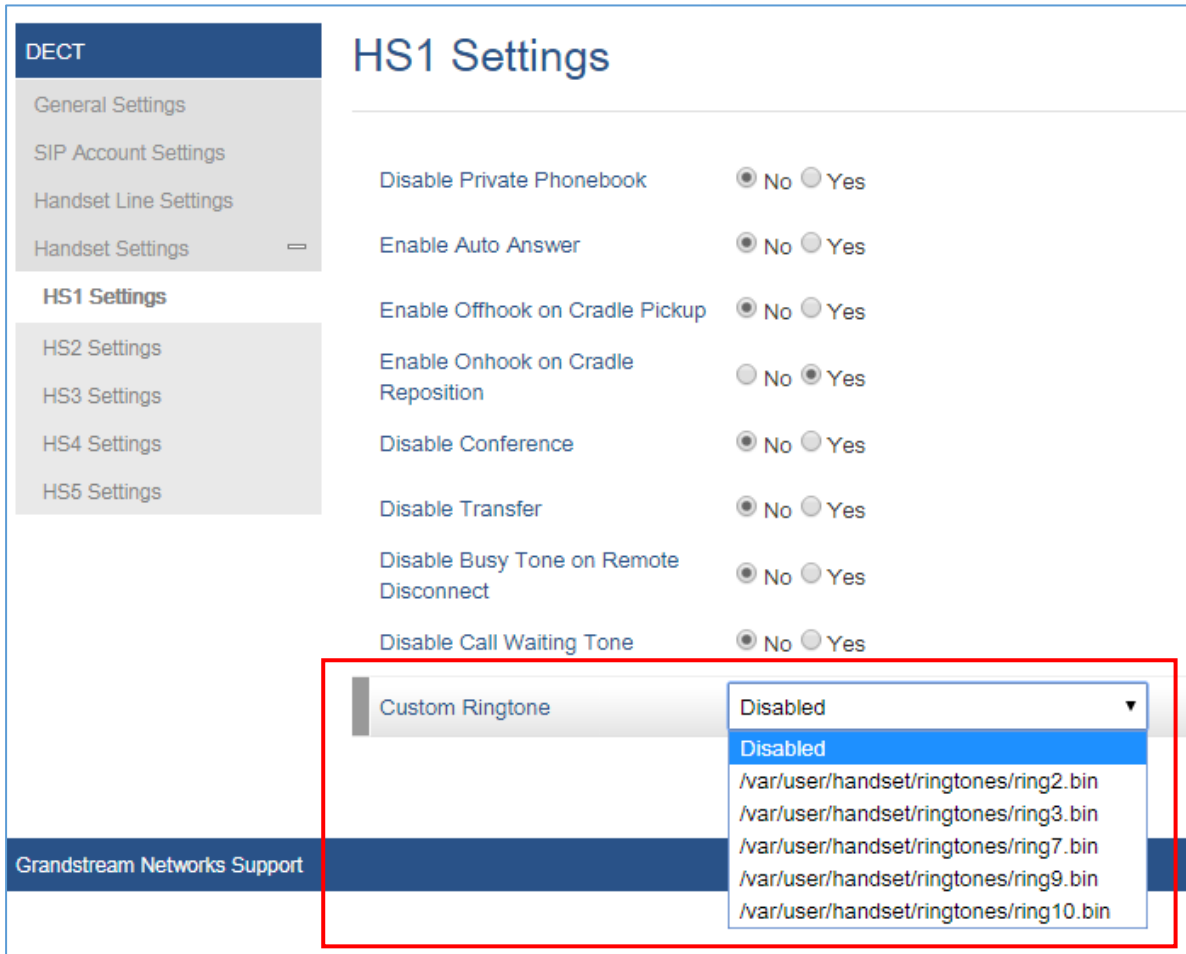 DECT
General Settings
SIP Account Settings
Handset Line Settings
Handset Settings
HS1 Settings
HS2 Settings
HS3 Settings
HS4 Settings
HS5 Settings
HS1 Settings
Disable Private Phonebook No Yes
Enable Auto Answer No Yes
Enable Offhook on Cradle Pickup No Yes
Enable Onhook on Cradle
Reposition No Yes
Disable Conference No Yes
Disable Transfer No Yes
Disable Busy Tone on Remote
Disconnect No Yes
Disable Call Waiting Tone No Yes
Custom Ringtone Disabled
Disabled
/var/user/handset/ringtones/ring2.bin
/var/user/handset/ringtones/ring3.bin
/var/user/handset/ringtones/ring7.bin
/var/user/handset/ringtones/ring9.bin
/var/user/handset/ringtones/ring10.bin
Grandstream Networks Support